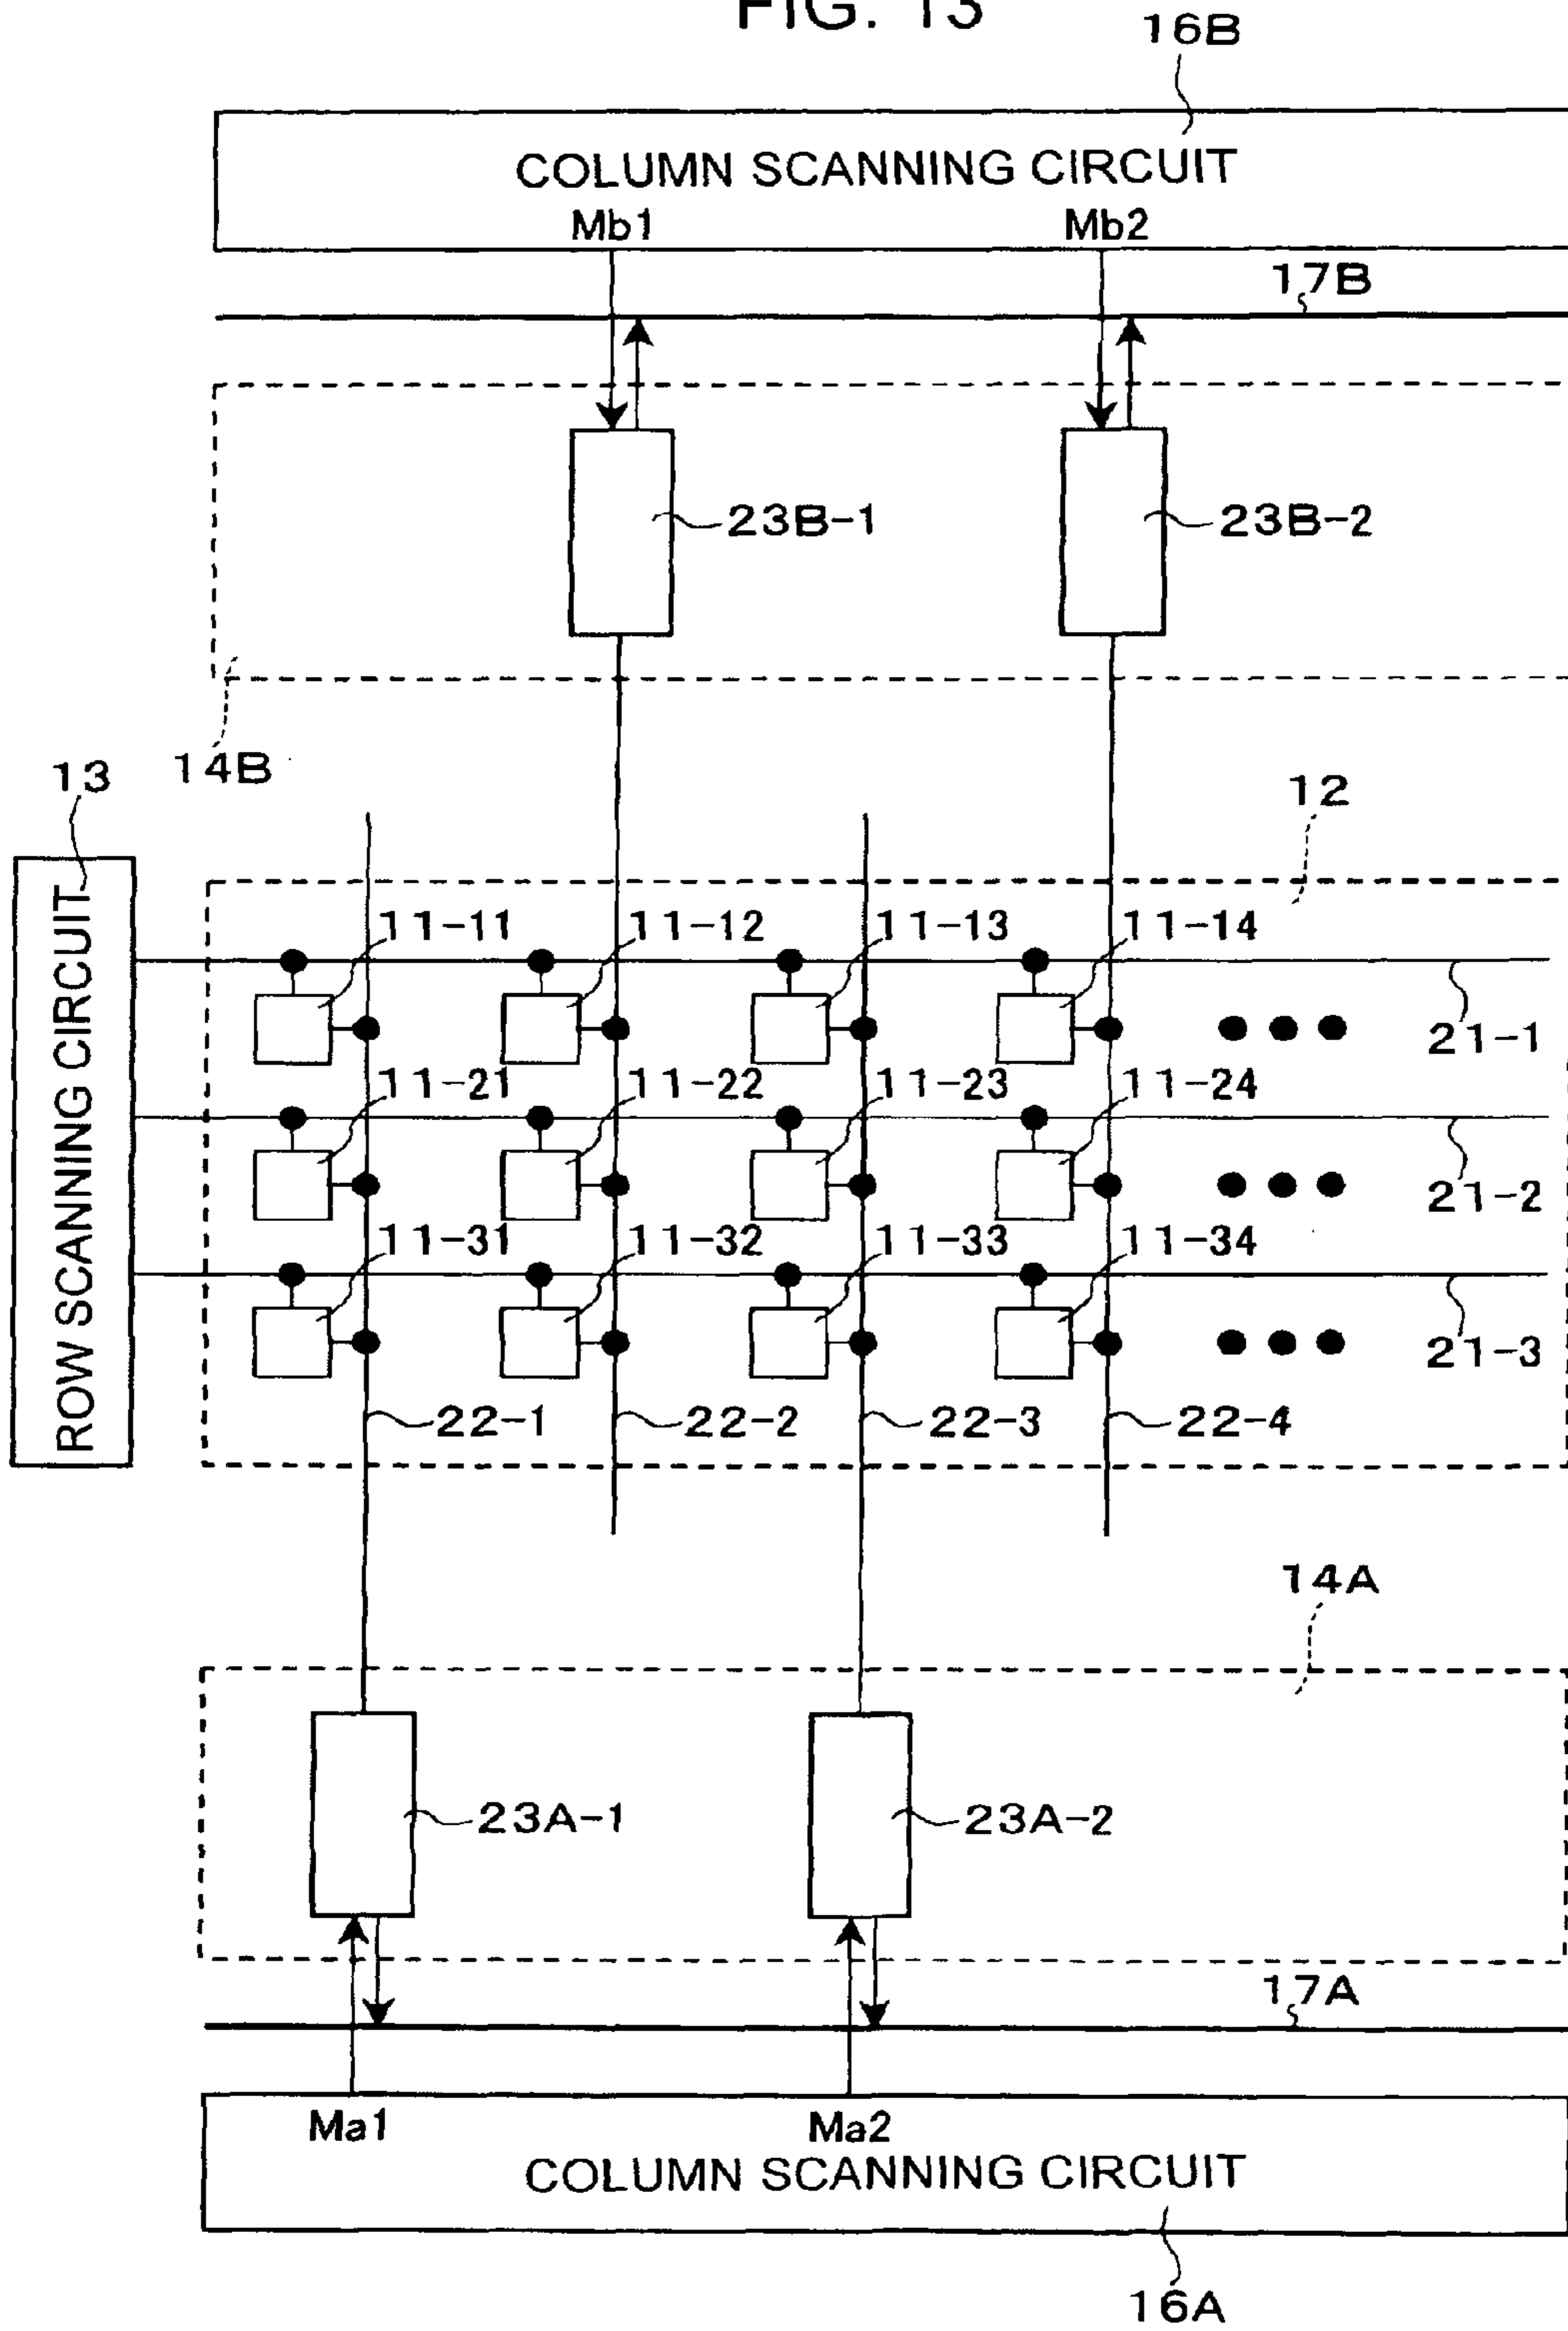 FIG. 13
16B
COLUMN SCANNING CIRCUIT
Mb1 Mb2
17B
23B-1 23B-2
14B
13
12
ROW SCANNING CIRCUIT
11-11 11-12 11-13 11-14
21-1
11-21 11-22 11-23 11-24
21-2
11-31 11-32 11-33 11-34
21-3
22-1 22-2 22-3 22-4
14A
23A-1 23A-2
17A
Ma1 Ma2
COLUMN SCANNING CIRCUIT
16A